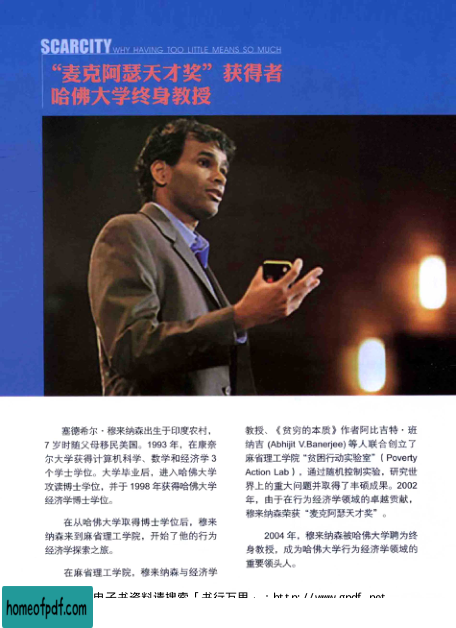 SCARCITY WHY HAVING TOO LITTLE MEANS SO MUCH
“麦克阿瑟天才奖”获得者
哈佛大学终身教授
塞德希尔·穆来纳森出生于印度农村，
7 岁时随父母移民美国。1993 年，在康奈
尔大学获得计算机科学、数学和经济学 3
个学士学位。大学毕业后，进入哈佛大学
攻读博士学位，并于 1998 年获得哈佛大学
经济学博士学位。
在从哈佛大学取得博士学位后，穆来
纳森来到麻省理工学院，开始了他的行为
经济学探索之旅。
在麻省理工学院，穆来纳森与经济学
教授、《贫穷的本质》作者阿比吉特·班
纳吉 (Abhijit V.Banerjee) 等人联合创立了
麻省理工学院“贫困行动实验室”（Poverty
Action Lab），通过随机控制实验，研究世
界上的重大问题并取得了丰硕成果。2002
年，由于在行为经济学领域的卓越贡献，
穆来纳森荣获“麦克阿瑟天才奖”。
2004 年，穆来纳森被哈佛大学聘为终
身教授，成为哈佛大学行为经济学领域的
重要领头人。
homeofpdf.com